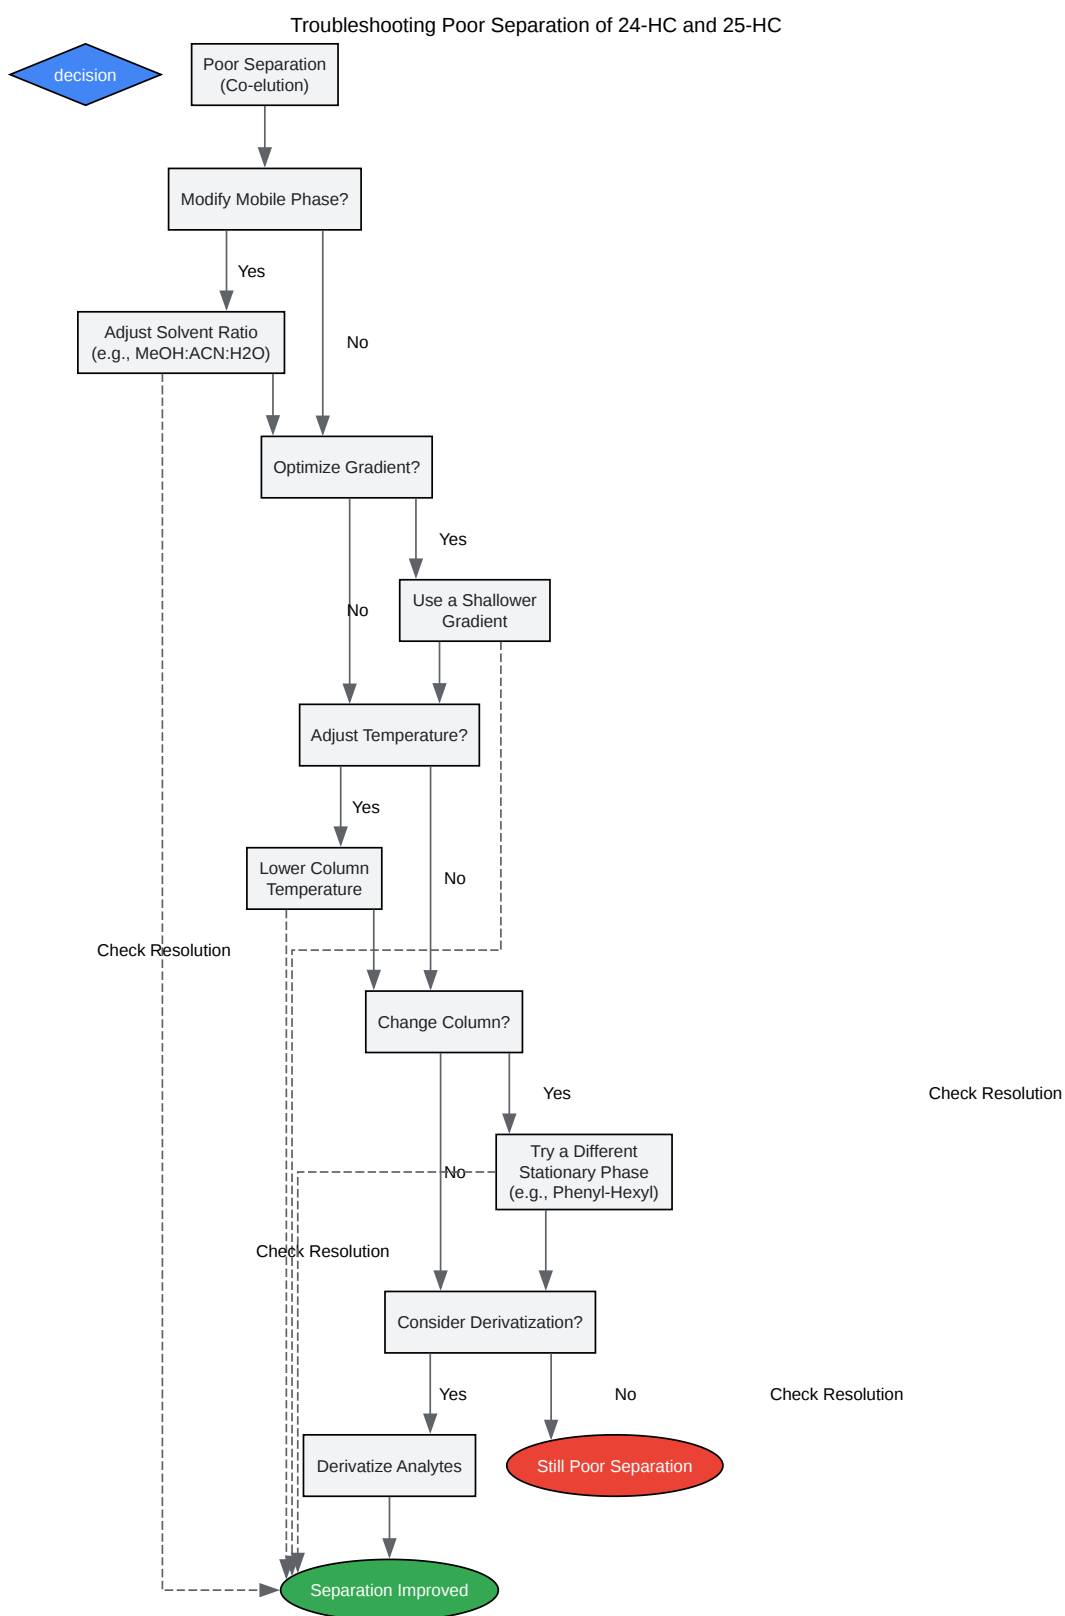 Troubleshooting Poor Separation of 24-HC and 25-HC
decision
Poor Separation
(Co-elution)
Modify Mobile Phase?
Yes
Adjust Solvent Ratio
(e.g., MeOH:ACN:H2O)
No
Optimize Gradient?
Yes
Use a Shallower
Gradient
No
Adjust Temperature?
Yes
Lower Column
Temperature
No
Check Resolution
Change Column?
Yes
Check Resolution
Try a Different
Stationary Phase
(e.g., Phenyl-Hexyl)
No
Check Resolution
Consider Derivatization?
Yes
No
Check Resolution
Derivatize Analytes
Still Poor Separation
Separation Improved